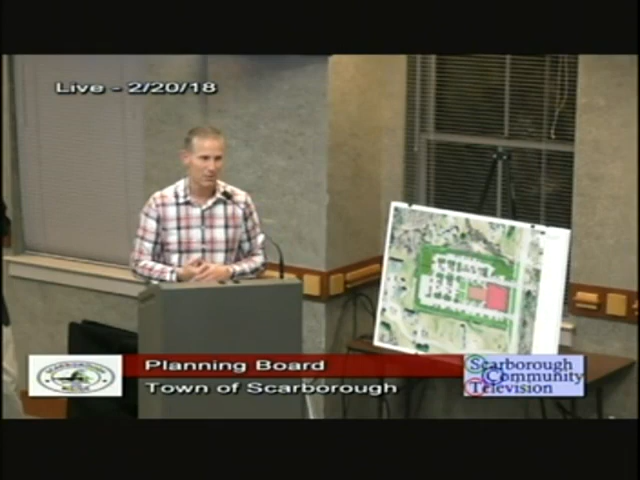 Live - 2/20/18
Planning Board
Town of Scarborough
Scarborough
Community
Television